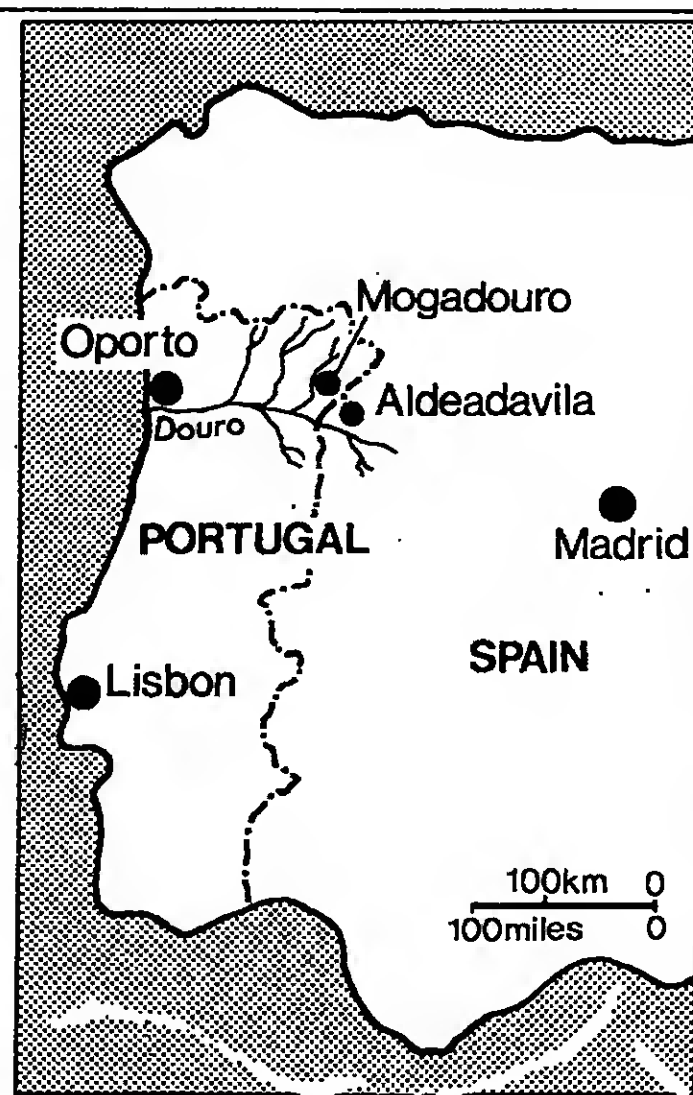 Mogadouro
Oporto
Aldeadavila
Douro
PORTUGAL
Madrid
SPAIN
Lisbon
100km 0
100miles 0